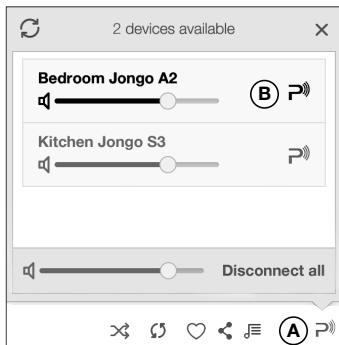 2 devices available
Bedroom Jongo A2
B
Kitchen Jongo S3
Disconnect all
A